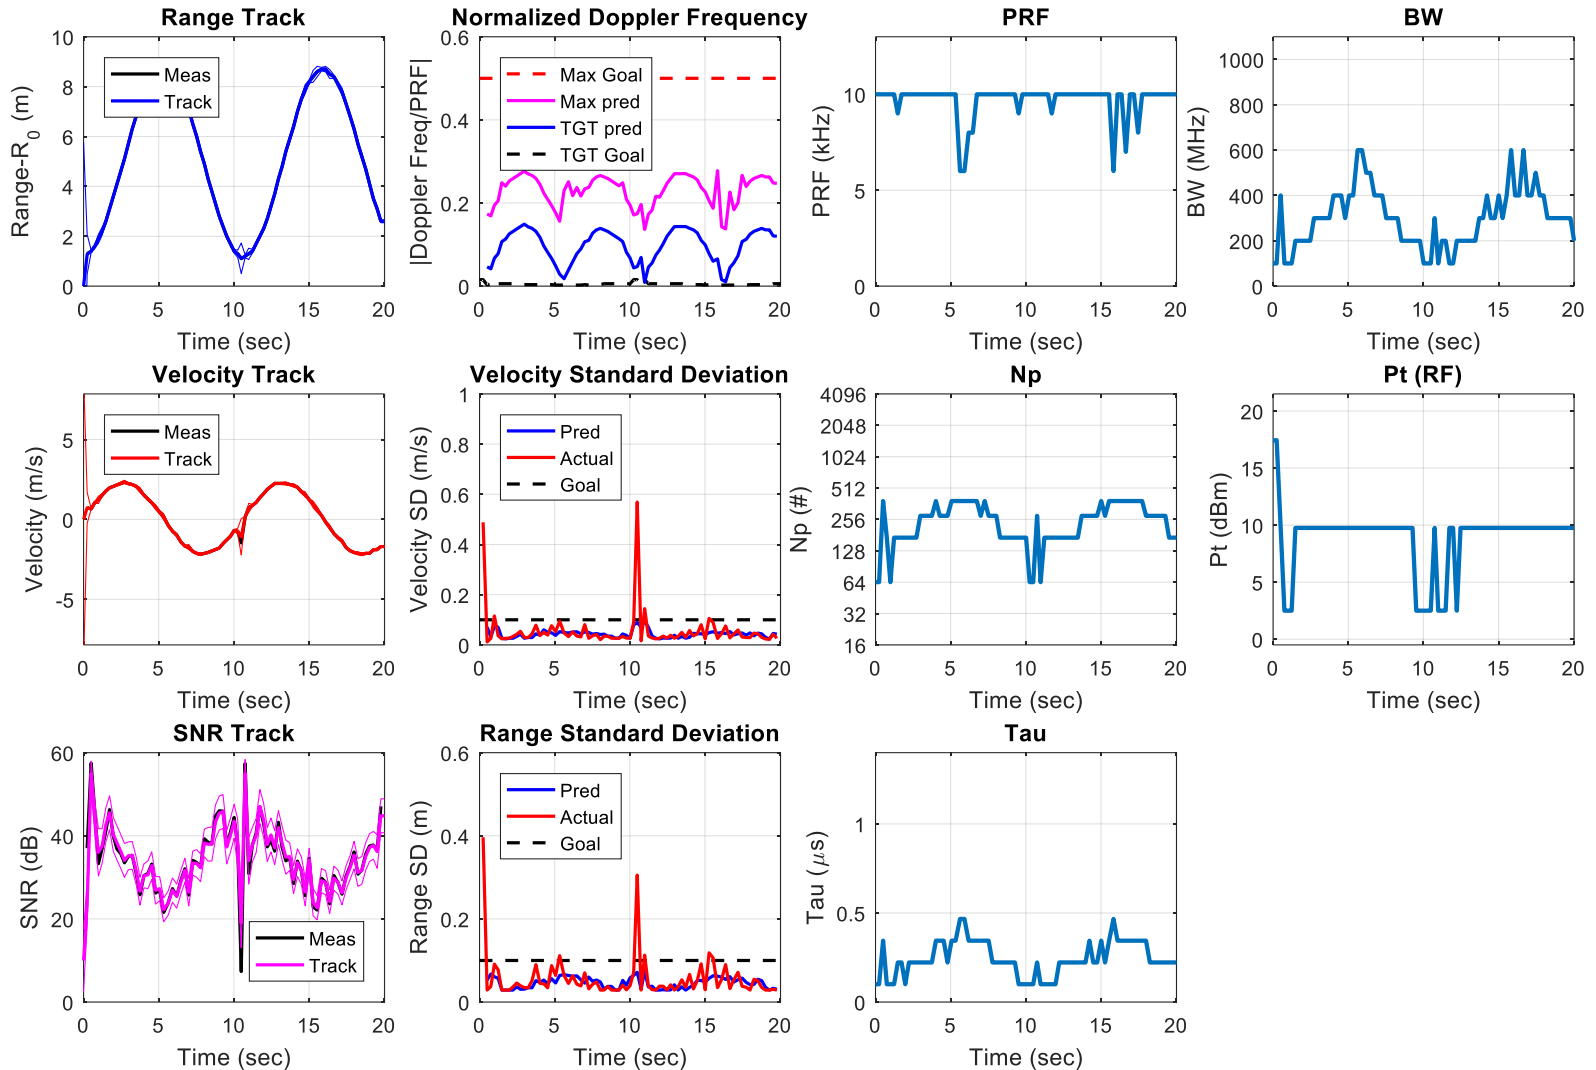 Range Track
Range-R0 (m)
10
8
6
4
2
0
Meas
Track
0 5 10 15 20
Time (sec)
Normalized Doppler Frequency
|Doppler Freq/PRF|
0.6
0.4
0.2
0
Max Goal
Max pred
TGT pred
TGT Goal
0 5 10 15 20
Time (sec)
PRF
PRF (kHz)
10
5
0
0 5 10 15 20
Time (sec)
BW
BW (MHz)
1000
800
600
400
200
0
0 5 10 15 20
Time (sec)
Velocity Track
Velocity (m/s)
5
0
-5
Meas
Track
0 5 10 15 20
Time (sec)
Velocity Standard Deviation
Velocity SD (m/s)
1
0.8
0.6
0.4
0.2
0
Pred
Actual
Goal
0 5 10 15 20
Time (sec)
Np
Np (#)
4096
2048
1024
512
256
128
64
32
16
0 5 10 15 20
Time (sec)
Pt (RF)
Pt (dBm)
20
15
10
5
0
0 5 10 15 20
Time (sec)
SNR Track
SNR (dB)
60
40
20
0
Meas
Track
0 5 10 15 20
Time (sec)
Range Standard Deviation
Range SD (m)
0.6
0.4
0.2
0
Pred
Actual
Goal
0 5 10 15 20
Time (sec)
Tau
Tau (μs)
1
0.5
0
0 5 10 15 20
Time (sec)